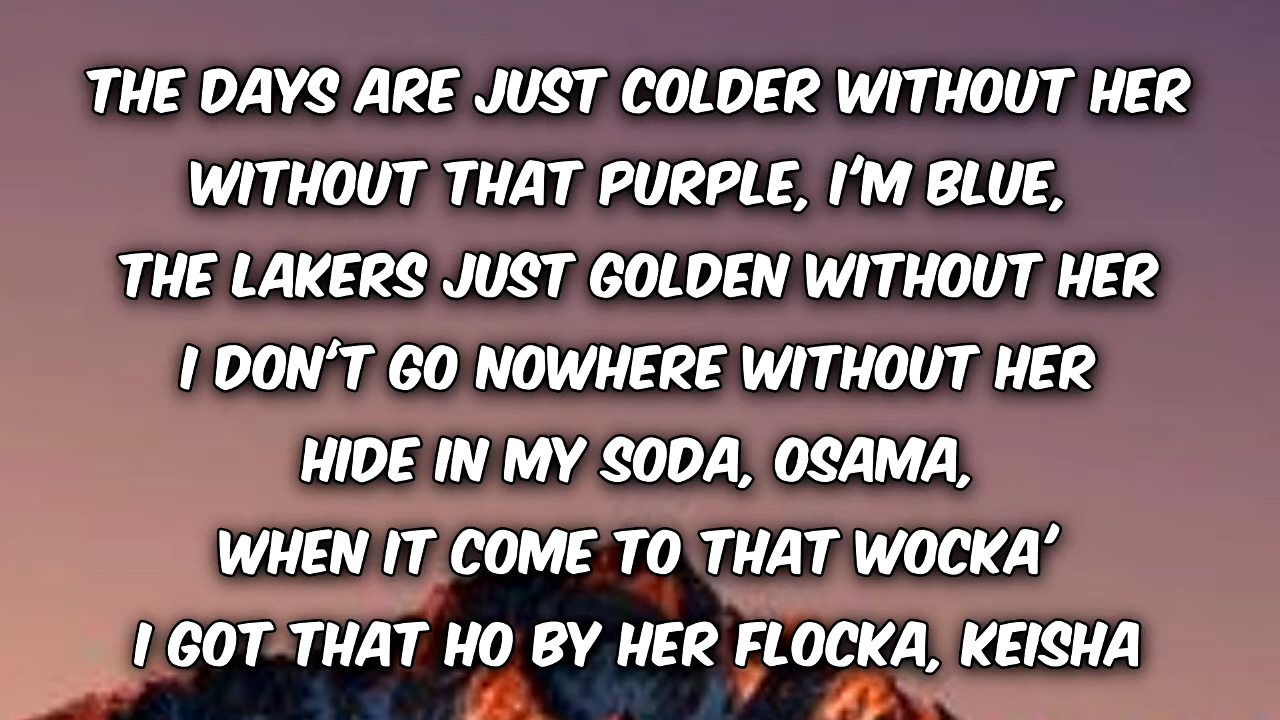 THE DAYS ARE JUST COLDER WITHOUT HER
WITHOUT THAT PURPLE, I'M BLUE,
THE LAKERS JUST GOLDEN WITHOUT HER
I DON'T GO NOWHERE WITHOUT HER
HIDE IN MY SODA, OSAMA,
WHEN IT COME TO THAT WOCKA'
I GOT THAT HO BY HER FLOCKA, KEISHA